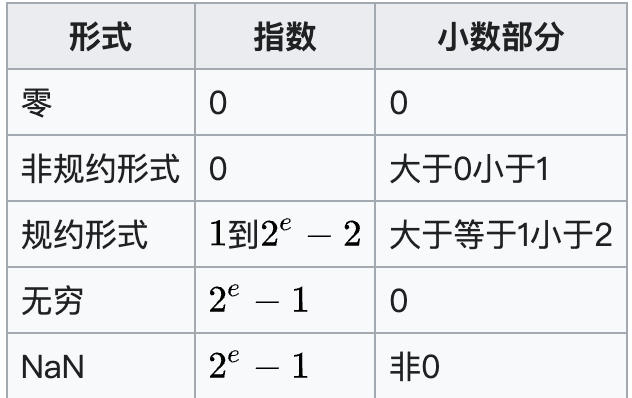 形式 指数 小数部分
零 0 0
非规约形式 0 大于0小于1
规约形式 1到2^e − 2 大于等于1小于2
无穷 2^e − 1 0
NaN 2^e − 1 非0